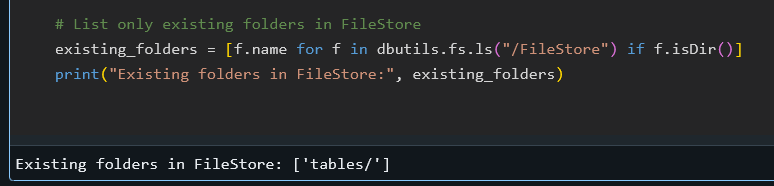 # List only existing folders in FileStore
existing_folders = [f.name for f in dbutils.fs.ls("/FileStore") if f.isDir()]
print("Existing folders in FileStore:", existing_folders)
Existing folders in FileStore: ['tables/']